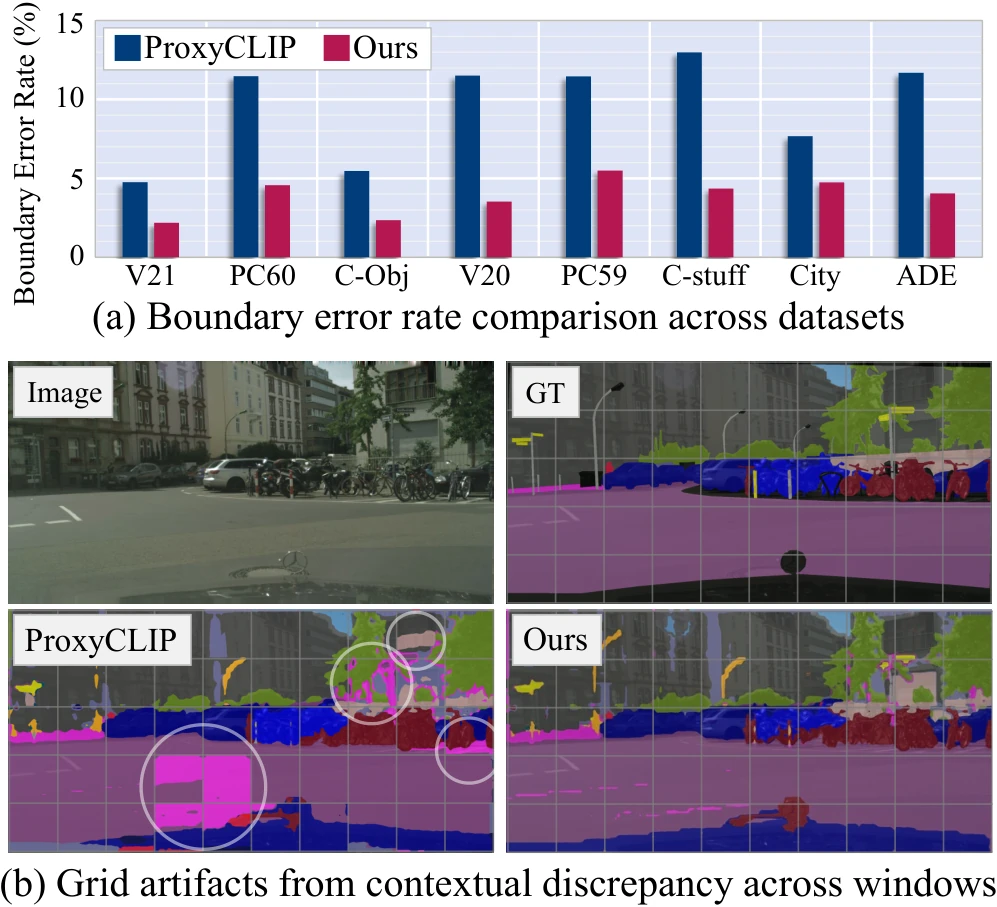 Boundary Error Rate (%)
15
10
5
0
ProxyCLIP
Ours
V21
PC60
C-Obj
V20
PC59
C-stuff
City
ADE
(a) Boundary error rate comparison across datasets
Image
GT
ProxyCLIP
Ours
(b) Grid artifacts from contextual discrepancy across windows